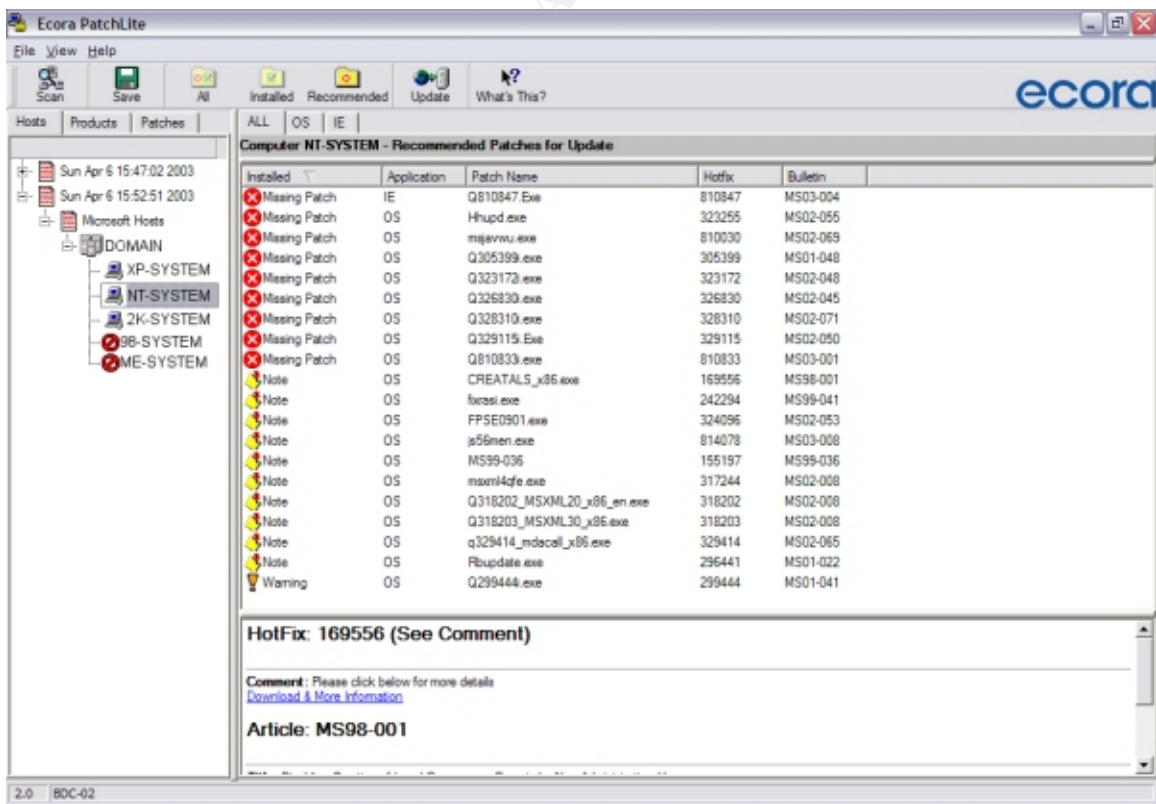 Ecora PatchLite
File View Help
Scan Save All Installed Recommended Update What's This?
ecora
Hosts Products Patches
ALL OS IE
Computer NT-SYSTEM - Recommended Patches for Update
Sun Apr 6 15:47:02 2003
Sun Apr 6 15:52:51 2003
Microsoft Hosts
DOMAIN
XP-SYSTEM
NT-SYSTEM
2K-SYSTEM
98-SYSTEM
ME-SYSTEM
Installed Application Patch Name Hotfix Bulletin
Missing Patch IE Q810847.Exe 810847 MS03-004
Missing Patch OS Hhupd.exe 323255 MS02-055
Missing Patch OS msjavwu.exe 810030 MS02-069
Missing Patch OS Q305399i.exe 305399 MS01-048
Missing Patch OS Q323172i.exe 323172 MS02-048
Missing Patch OS Q326830i.exe 326830 MS02-045
Missing Patch OS Q328310i.exe 328310 MS02-071
Missing Patch OS Q329115i.Exe 329115 MS02-050
Missing Patch OS Q810833i.exe 810833 MS03-001
Note OS CREATALS_x86.exe 169556 MS98-001
Note OS fixrasi.exe 242294 MS99-041
Note OS FPSE0901.exe 324096 MS02-053
Note OS js56men.exe 814078 MS03-008
Note OS MS99-036 155197 MS99-036
Note OS msxml4qfe.exe 317244 MS02-008
Note OS Q318202_MSXML20_x86_en.exe 318202 MS02-008
Note OS Q318203_MSXML30_x86.exe 318203 MS02-008
Note OS q329414_mdacall_x86.exe 329414 MS02-065
Note OS Rbupdate.exe 296441 MS01-022
Warning OS Q299444i.exe 299444 MS01-041
HotFix: 169556 (See Comment)
Comment: Please click below for more details
Download & More Information
Article: MS98-001
2.0 BDC-02